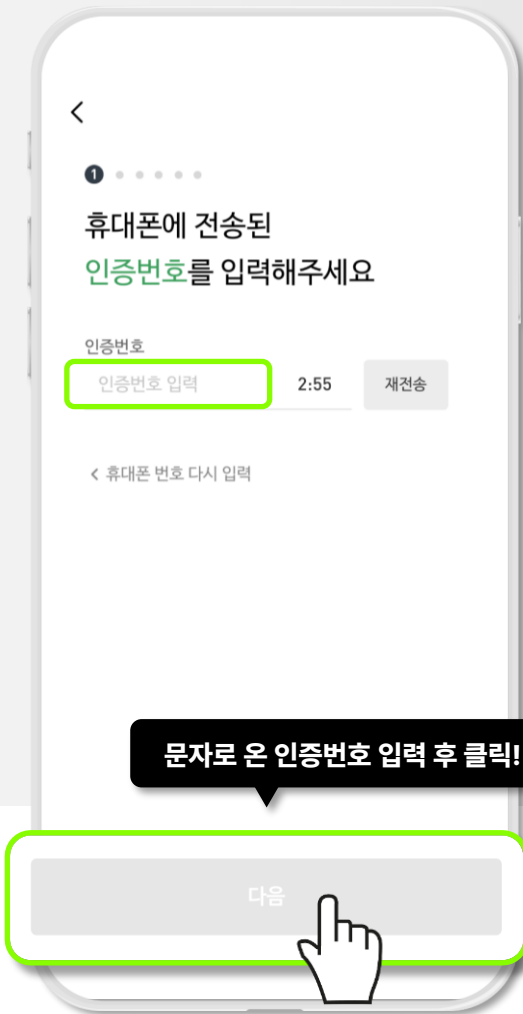 1
휴대폰에 전송된
인증번호를 입력해주세요
인증번호
인증번호 입력 2:55 재전송
< 휴대폰 번호 다시 입력
문자로 온 인증번호 입력 후 클릭!
다음